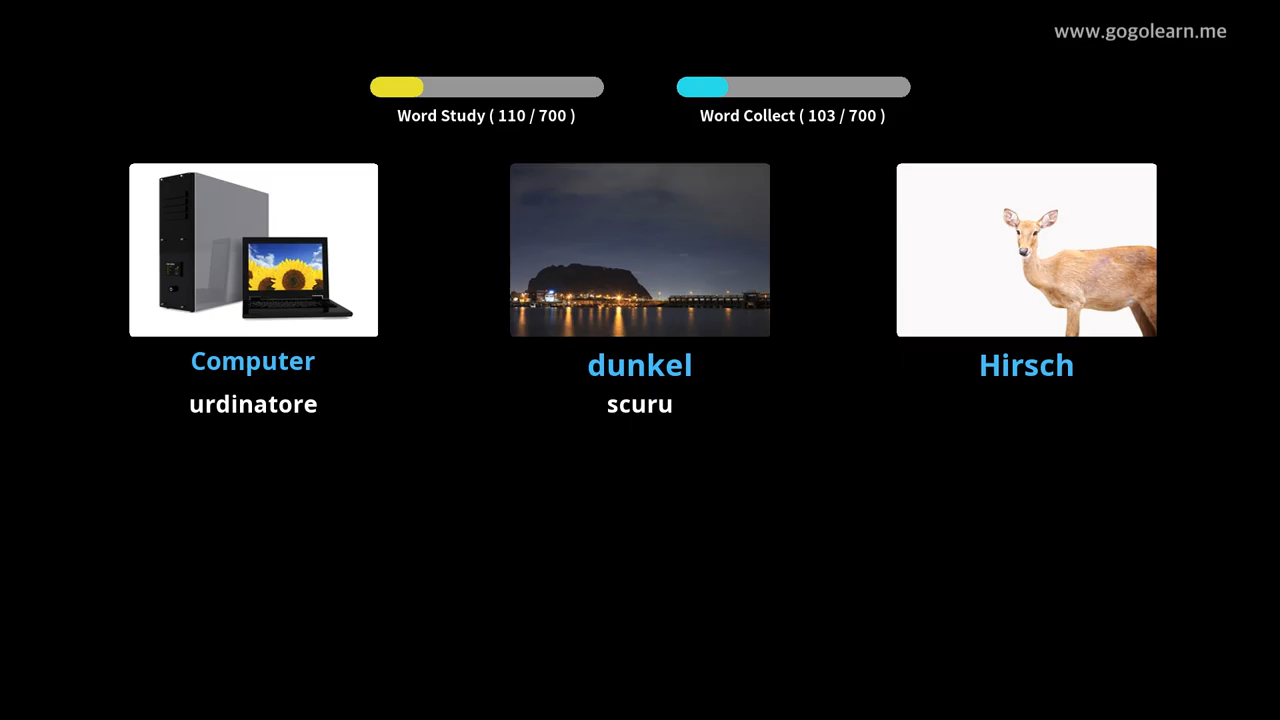 www.gogolearn.me
Word Study ( 110 / 700 )
Word Collect ( 103 / 700 )
Computer
urdinatore
dunkel
scuru
Hirsch